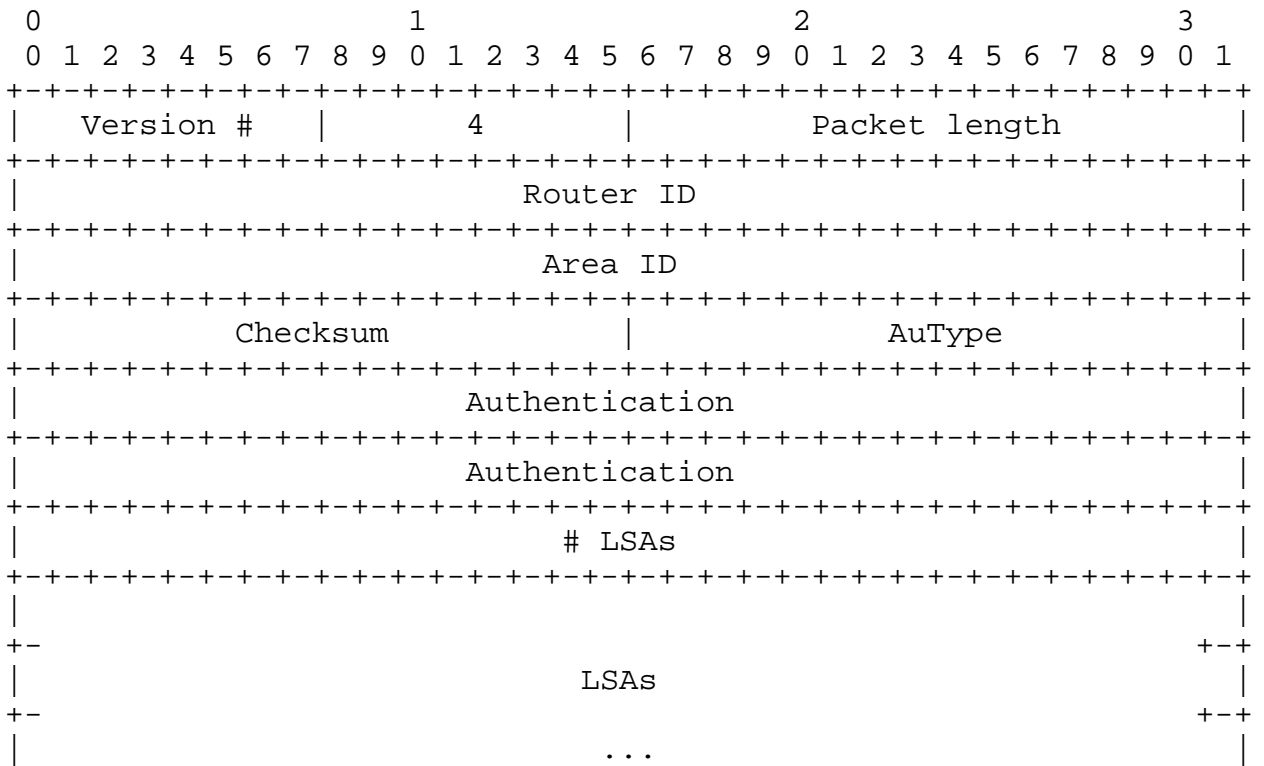 0                   1                   2                   3
 0 1 2 3 4 5 6 7 8 9 0 1 2 3 4 5 6 7 8 9 0 1 2 3 4 5 6 7 8 9 0 1
+-+-+-+-+-+-+-+-+-+-+-+-+-+-+-+-+-+-+-+-+-+-+-+-+-+-+-+-+-+-+-+-+
|   Version #   |       4       |         Packet length         |
+-+-+-+-+-+-+-+-+-+-+-+-+-+-+-+-+-+-+-+-+-+-+-+-+-+-+-+-+-+-+-+-+
|                          Router ID                            |
+-+-+-+-+-+-+-+-+-+-+-+-+-+-+-+-+-+-+-+-+-+-+-+-+-+-+-+-+-+-+-+-+
|                           Area ID                             |
+-+-+-+-+-+-+-+-+-+-+-+-+-+-+-+-+-+-+-+-+-+-+-+-+-+-+-+-+-+-+-+-+
|           Checksum            |             AuType            |
+-+-+-+-+-+-+-+-+-+-+-+-+-+-+-+-+-+-+-+-+-+-+-+-+-+-+-+-+-+-+-+-+
|                       Authentication                          |
+-+-+-+-+-+-+-+-+-+-+-+-+-+-+-+-+-+-+-+-+-+-+-+-+-+-+-+-+-+-+-+-+
|                       Authentication                          |
+-+-+-+-+-+-+-+-+-+-+-+-+-+-+-+-+-+-+-+-+-+-+-+-+-+-+-+-+-+-+-+-+
|                            # LSAs                             |
+-+-+-+-+-+-+-+-+-+-+-+-+-+-+-+-+-+-+-+-+-+-+-+-+-+-+-+-+-+-+-+-+
|                                                               |
+-                                                            +-+
|                             LSAs                              |
+-                                                            +-+
|                              ...                              |